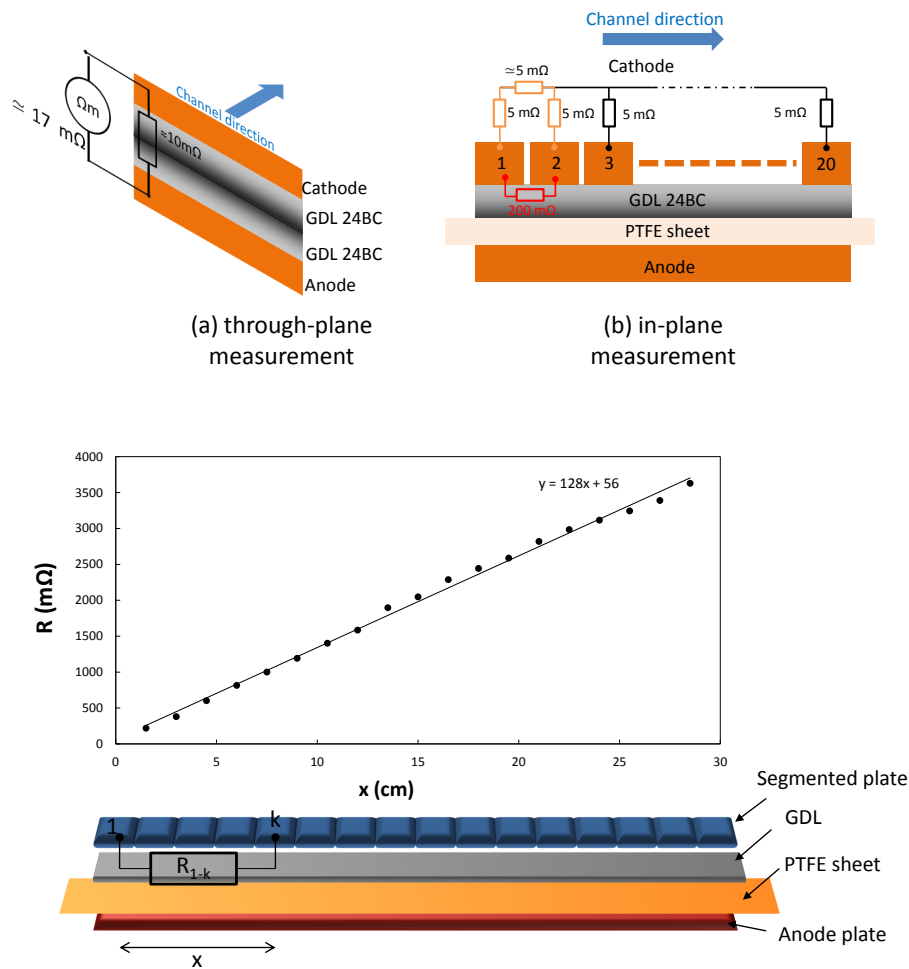 Channel direction
Cathode
≃5 mΩ
5 mΩ
5 mΩ
5 mΩ
5 mΩ
1
2
3
20
200 mΩ
GDL 24BC
PTFE sheet
Anode
(b) in-plane
measurement
Ωm
≃ 17 mΩ
≃10mΩ
Channel direction
Cathode
GDL 24BC
GDL 24BC
Anode
(a) through-plane
measurement
4000
3500
3000
2500
2000
1500
1000
500
0
R (mΩ)
y = 128x + 56
0
5
10
15
20
25
30
x (cm)
Segmented plate
GDL
PTFE sheet
Anode plate
1
k
R1-k
x